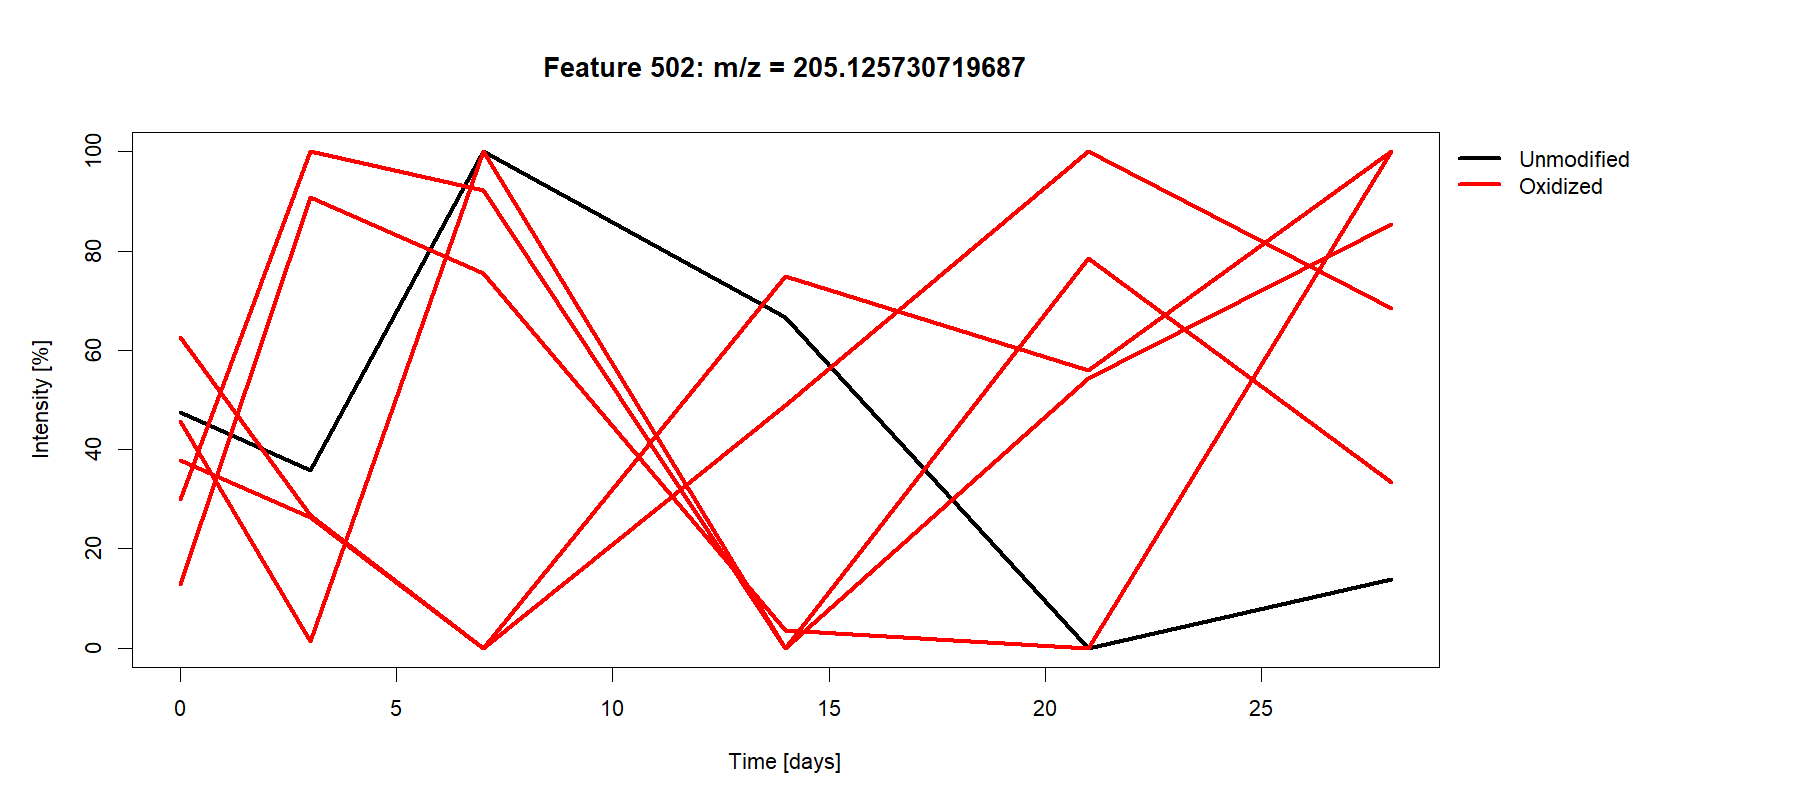 Feature 502: m/z = 205.125730719687
100
80
60
40
20
0
Intensity [%]
0 5 10 15 20 25
Time [days]
Unmodified
Oxidized